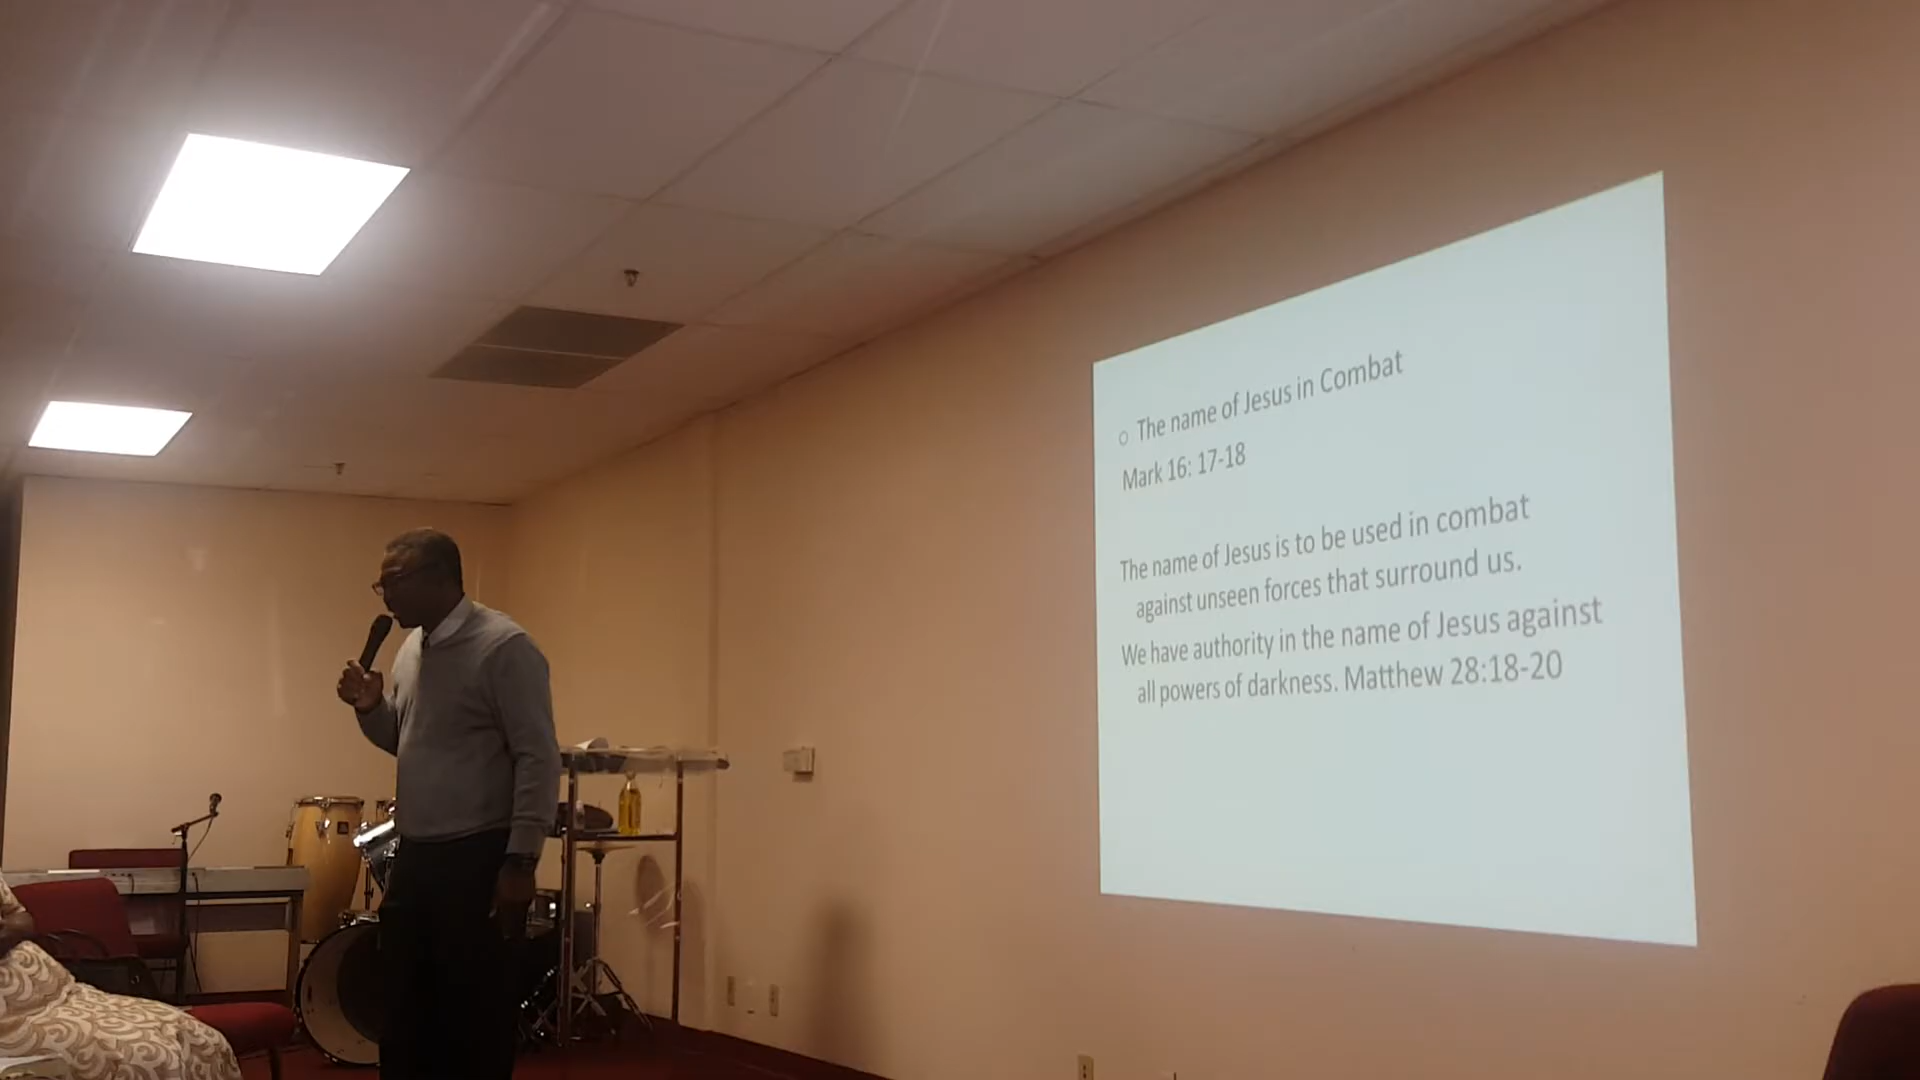 ○ The name of Jesus in Combat
Mark 16: 17-18
The name of Jesus is to be used in combat
against unseen forces that surround us.
We have authority in the name of Jesus against
all powers of darkness. Matthew 28:18-20